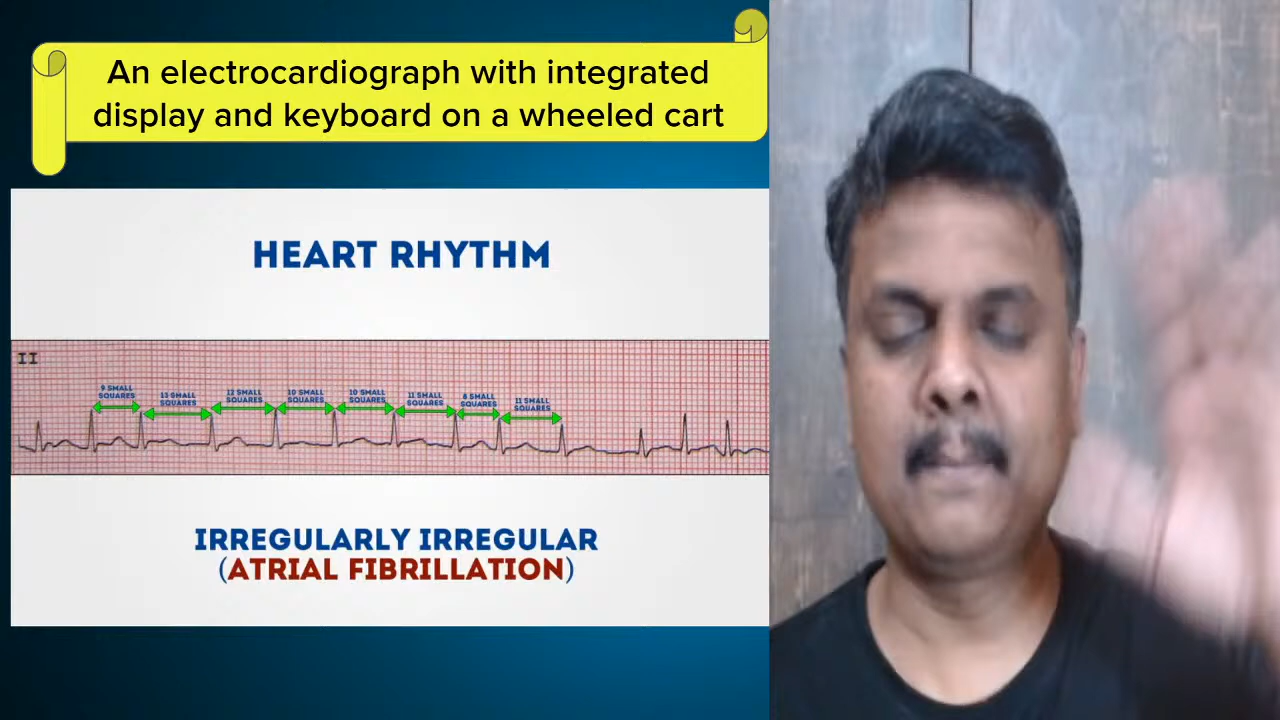 An electrocardiograph with integrated
display and keyboard on a wheeled cart
HEART RHYTHM
II
9 SMALL
SQUARES
13 SMALL
SQUARES
12 SMALL
SQUARES
10 SMALL
SQUARES
10 SMALL
SQUARES
11 SMALL
SQUARES
8 SMALL
SQUARES
11 SMALL
SQUARES
IRREGULARLY IRREGULAR
(ATRIAL FIBRILLATION)